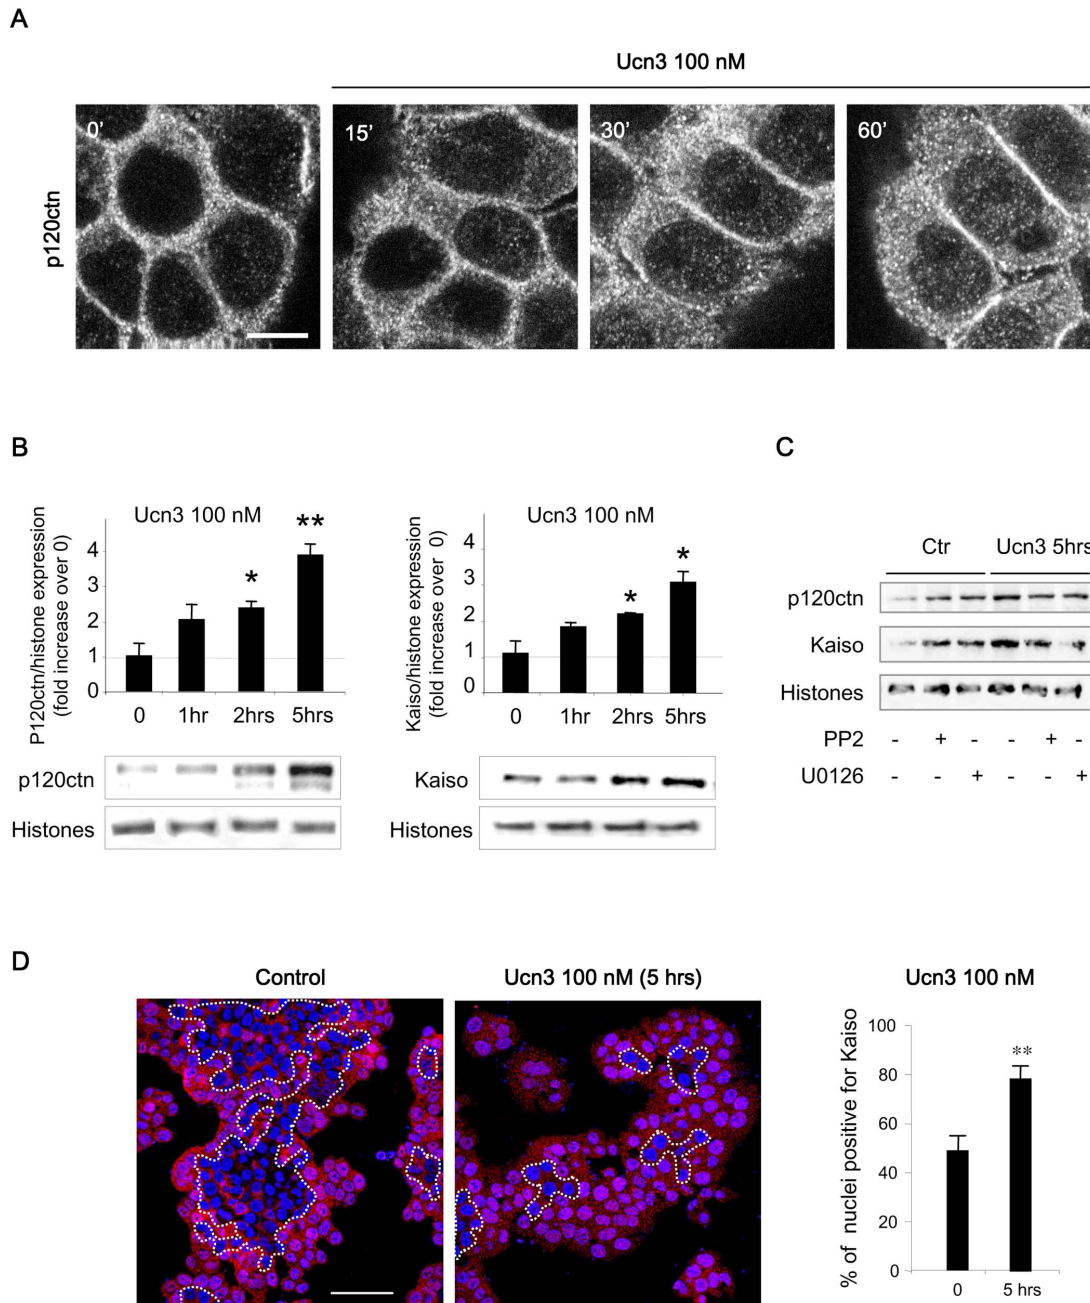 A
Ucn3 100 nM
0' 15' 30' 60'
p120ctn
B
Ucn3 100 nM
P120ctn/histone expression
(fold increase over 0)
4
3
2
1
0
*
**
0 1hr 2hrs 5hrs
p120ctn
Histones
Ucn3 100 nM
Kaiso/histone expression
(fold increase over 0)
4
3
2
1
0
*
*
0 1hr 2hrs 5hrs
Kaiso
Histones
C
Ctr Ucn3 5hrs
p120ctn
Kaiso
Histones
PP2 - + - - + -
U0126 - - + - - +
D
Control
Ucn3 100 nM (5 hrs)
Ucn3 100 nM
% of nuclei positive for Kaiso
100
80
60
40
20
0
**
0 5 hrs